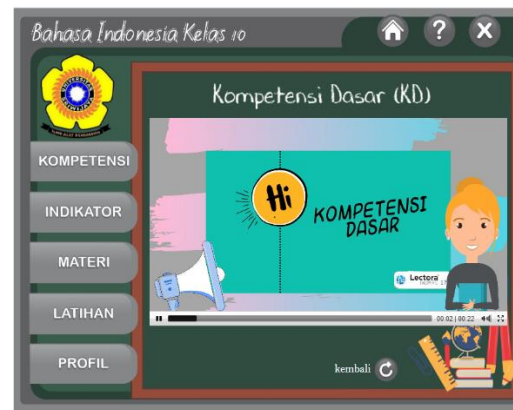 Bahasa Indonesia Kelas 10
?
X
KOMPETENSI
INDIKATOR
MATERI
LATIHAN
PROFIL
Kompetensi Dasar (KD)
Hi
KOMPETENSI
DASAR
Lectora
00:02|00:22
kembali